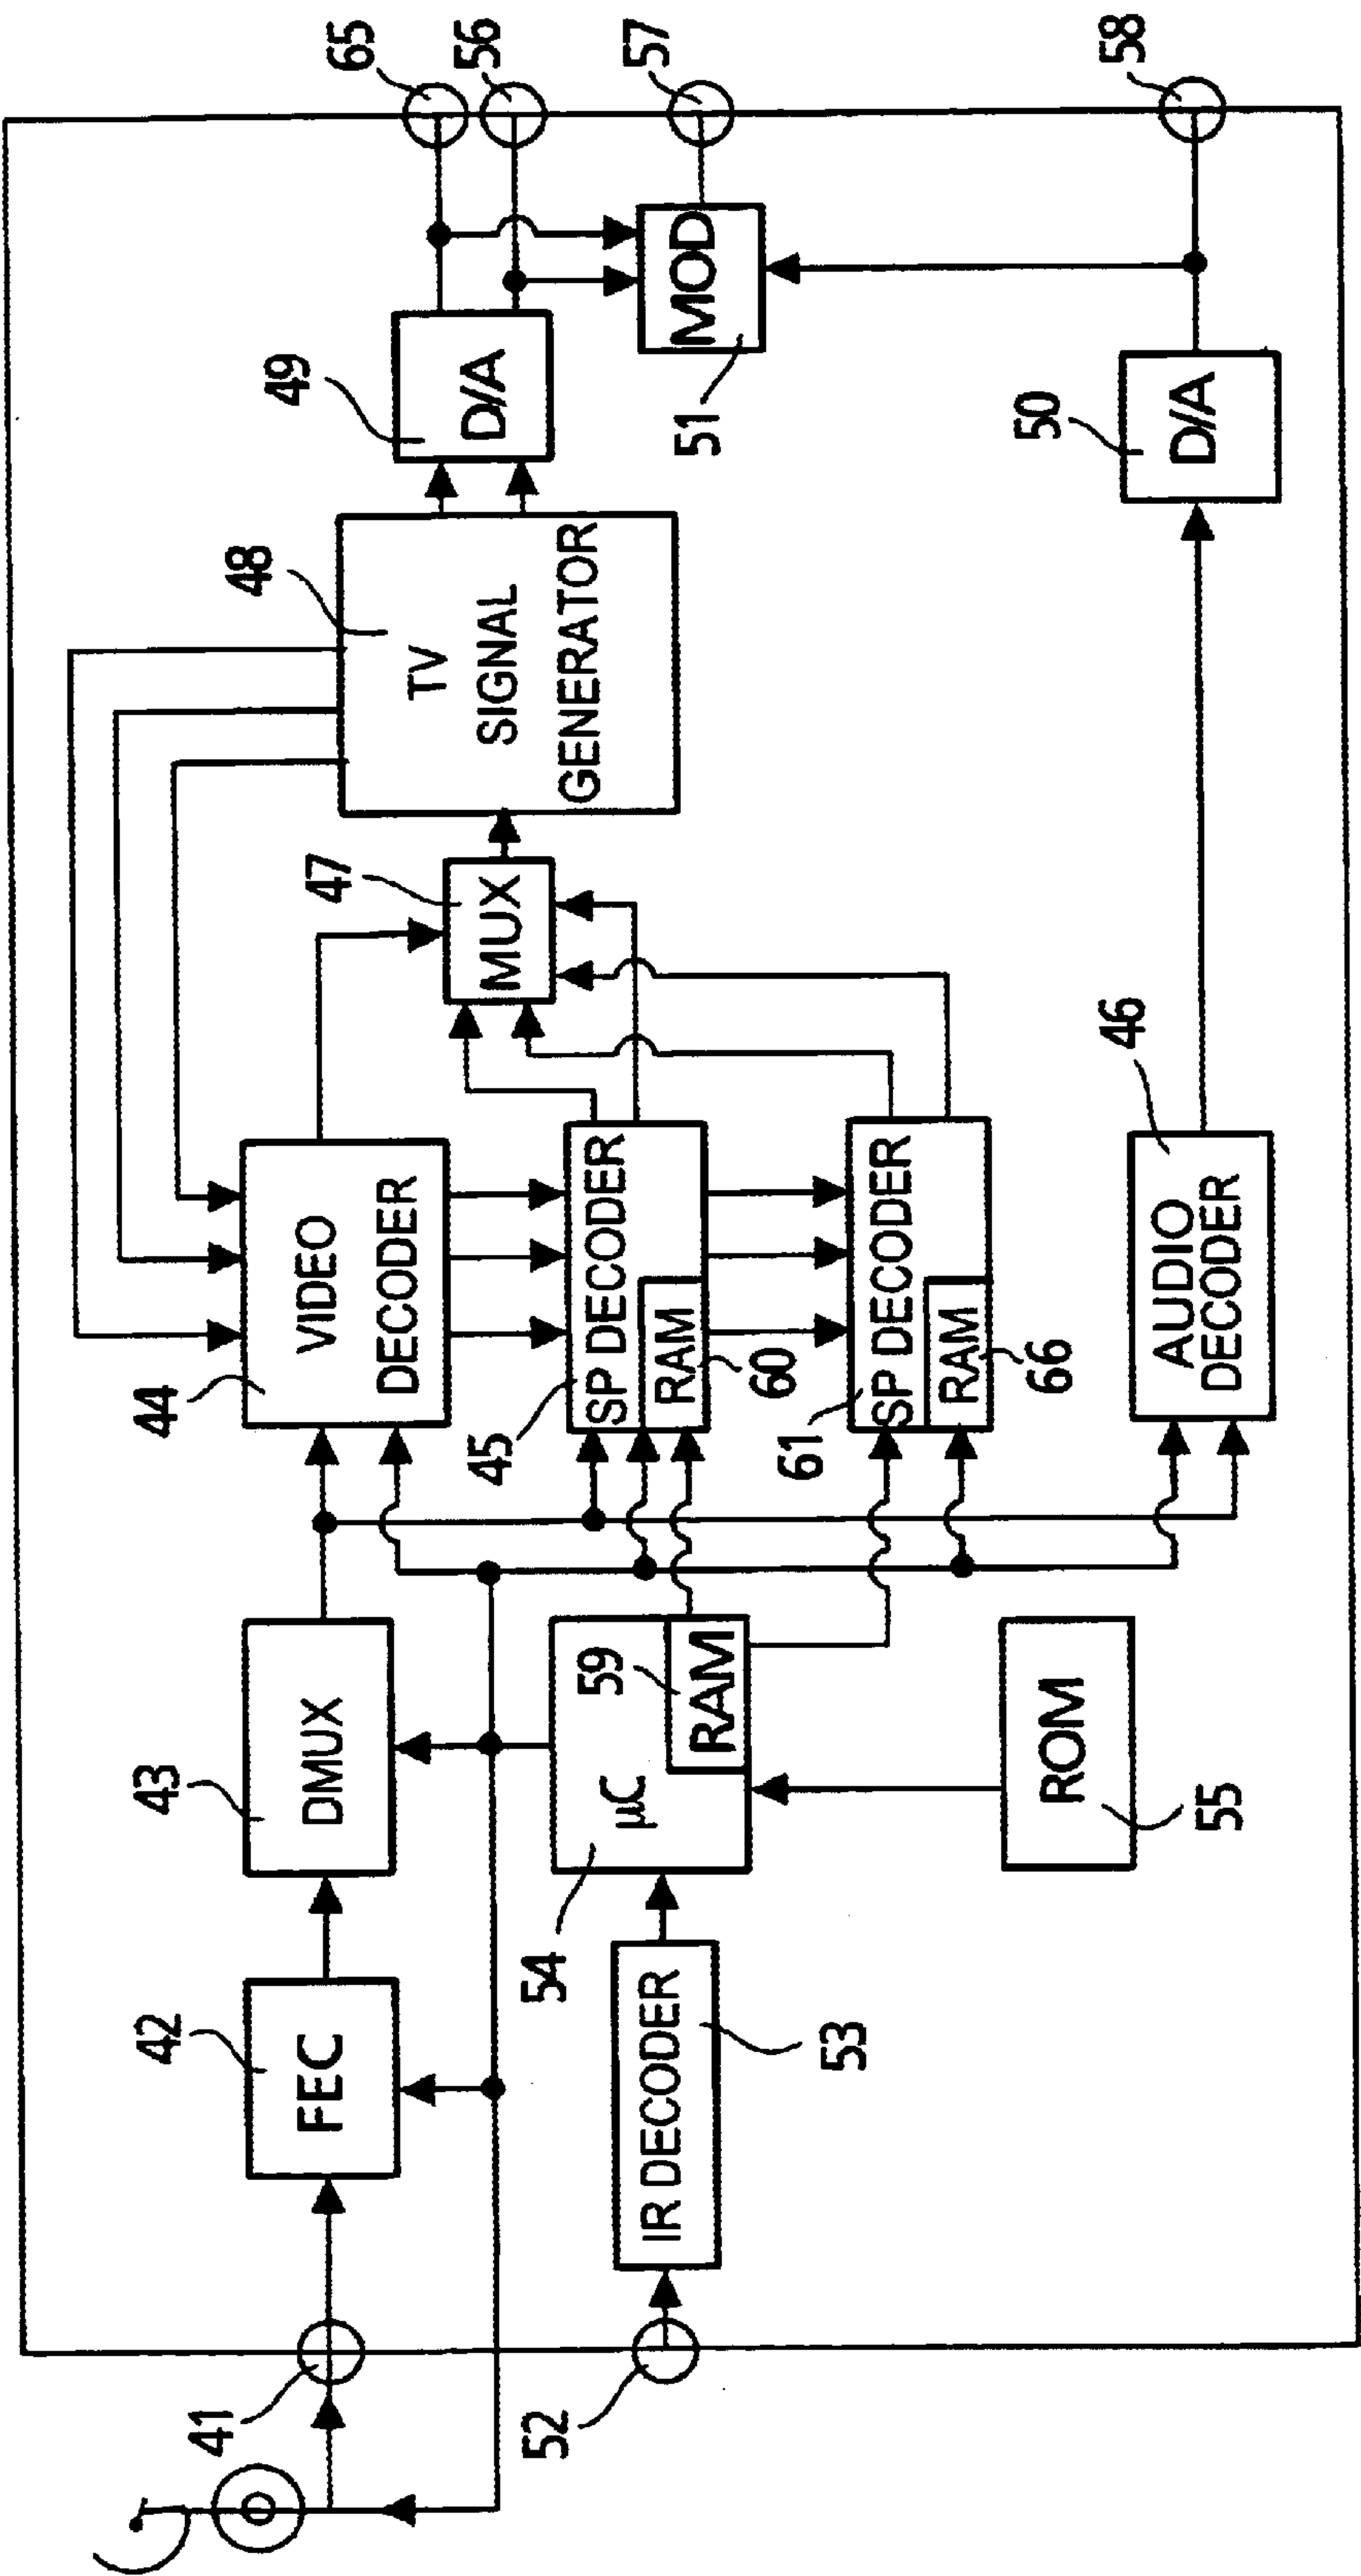 65
56
57
58
49
D/A
MOD
51
50
D/A
48
TV
SIGNAL
GENERATOR
47
MUX
44
VIDEO
DECODER
45
SP DECODER
RAM
60
61
SP DECODER
RAM
66
46
AUDIO
DECODER
43
DMUX
54
µC
59
RAM
ROM
55
42
FEC
IR DECODER
53
41
52